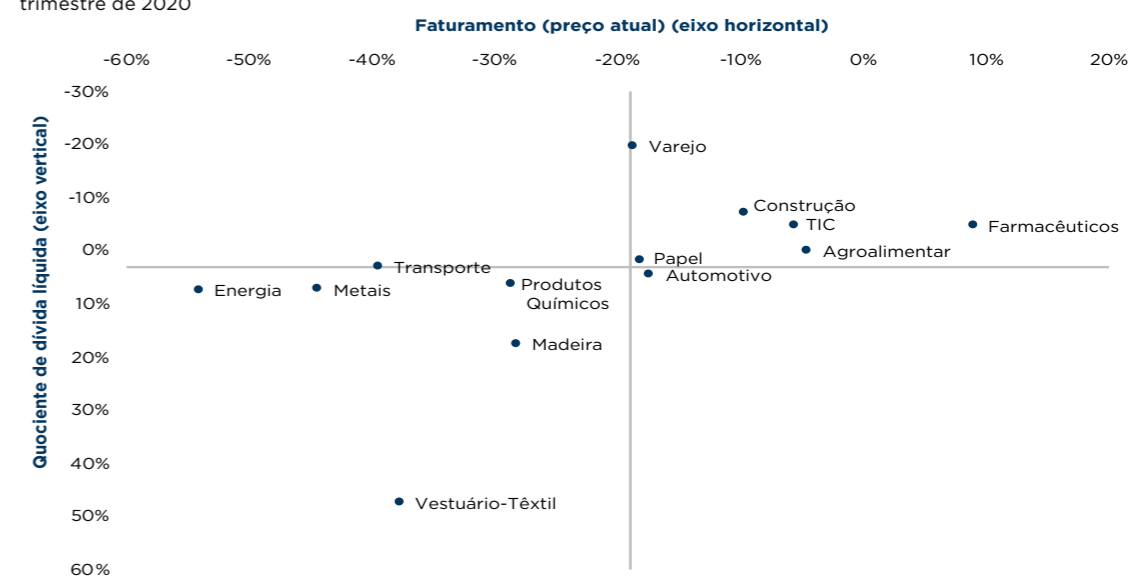 trimestre de 2020
Faturamento (preço atual) (eixo horizontal)
-60% -50% -40% -30% -20% -10% 0% 10% 20%
Quociente de dívida líquida (eixo vertical)
-30%
-20%
-10%
0%
10%
20%
30%
40%
50%
60%
Varejo
Construção
TIC
Farmacêuticos
Agroalimentar
Papel
Transporte
Automotivo
Energia
Metais
Produtos
Químicos
Madeira
Vestuário-Têxtil